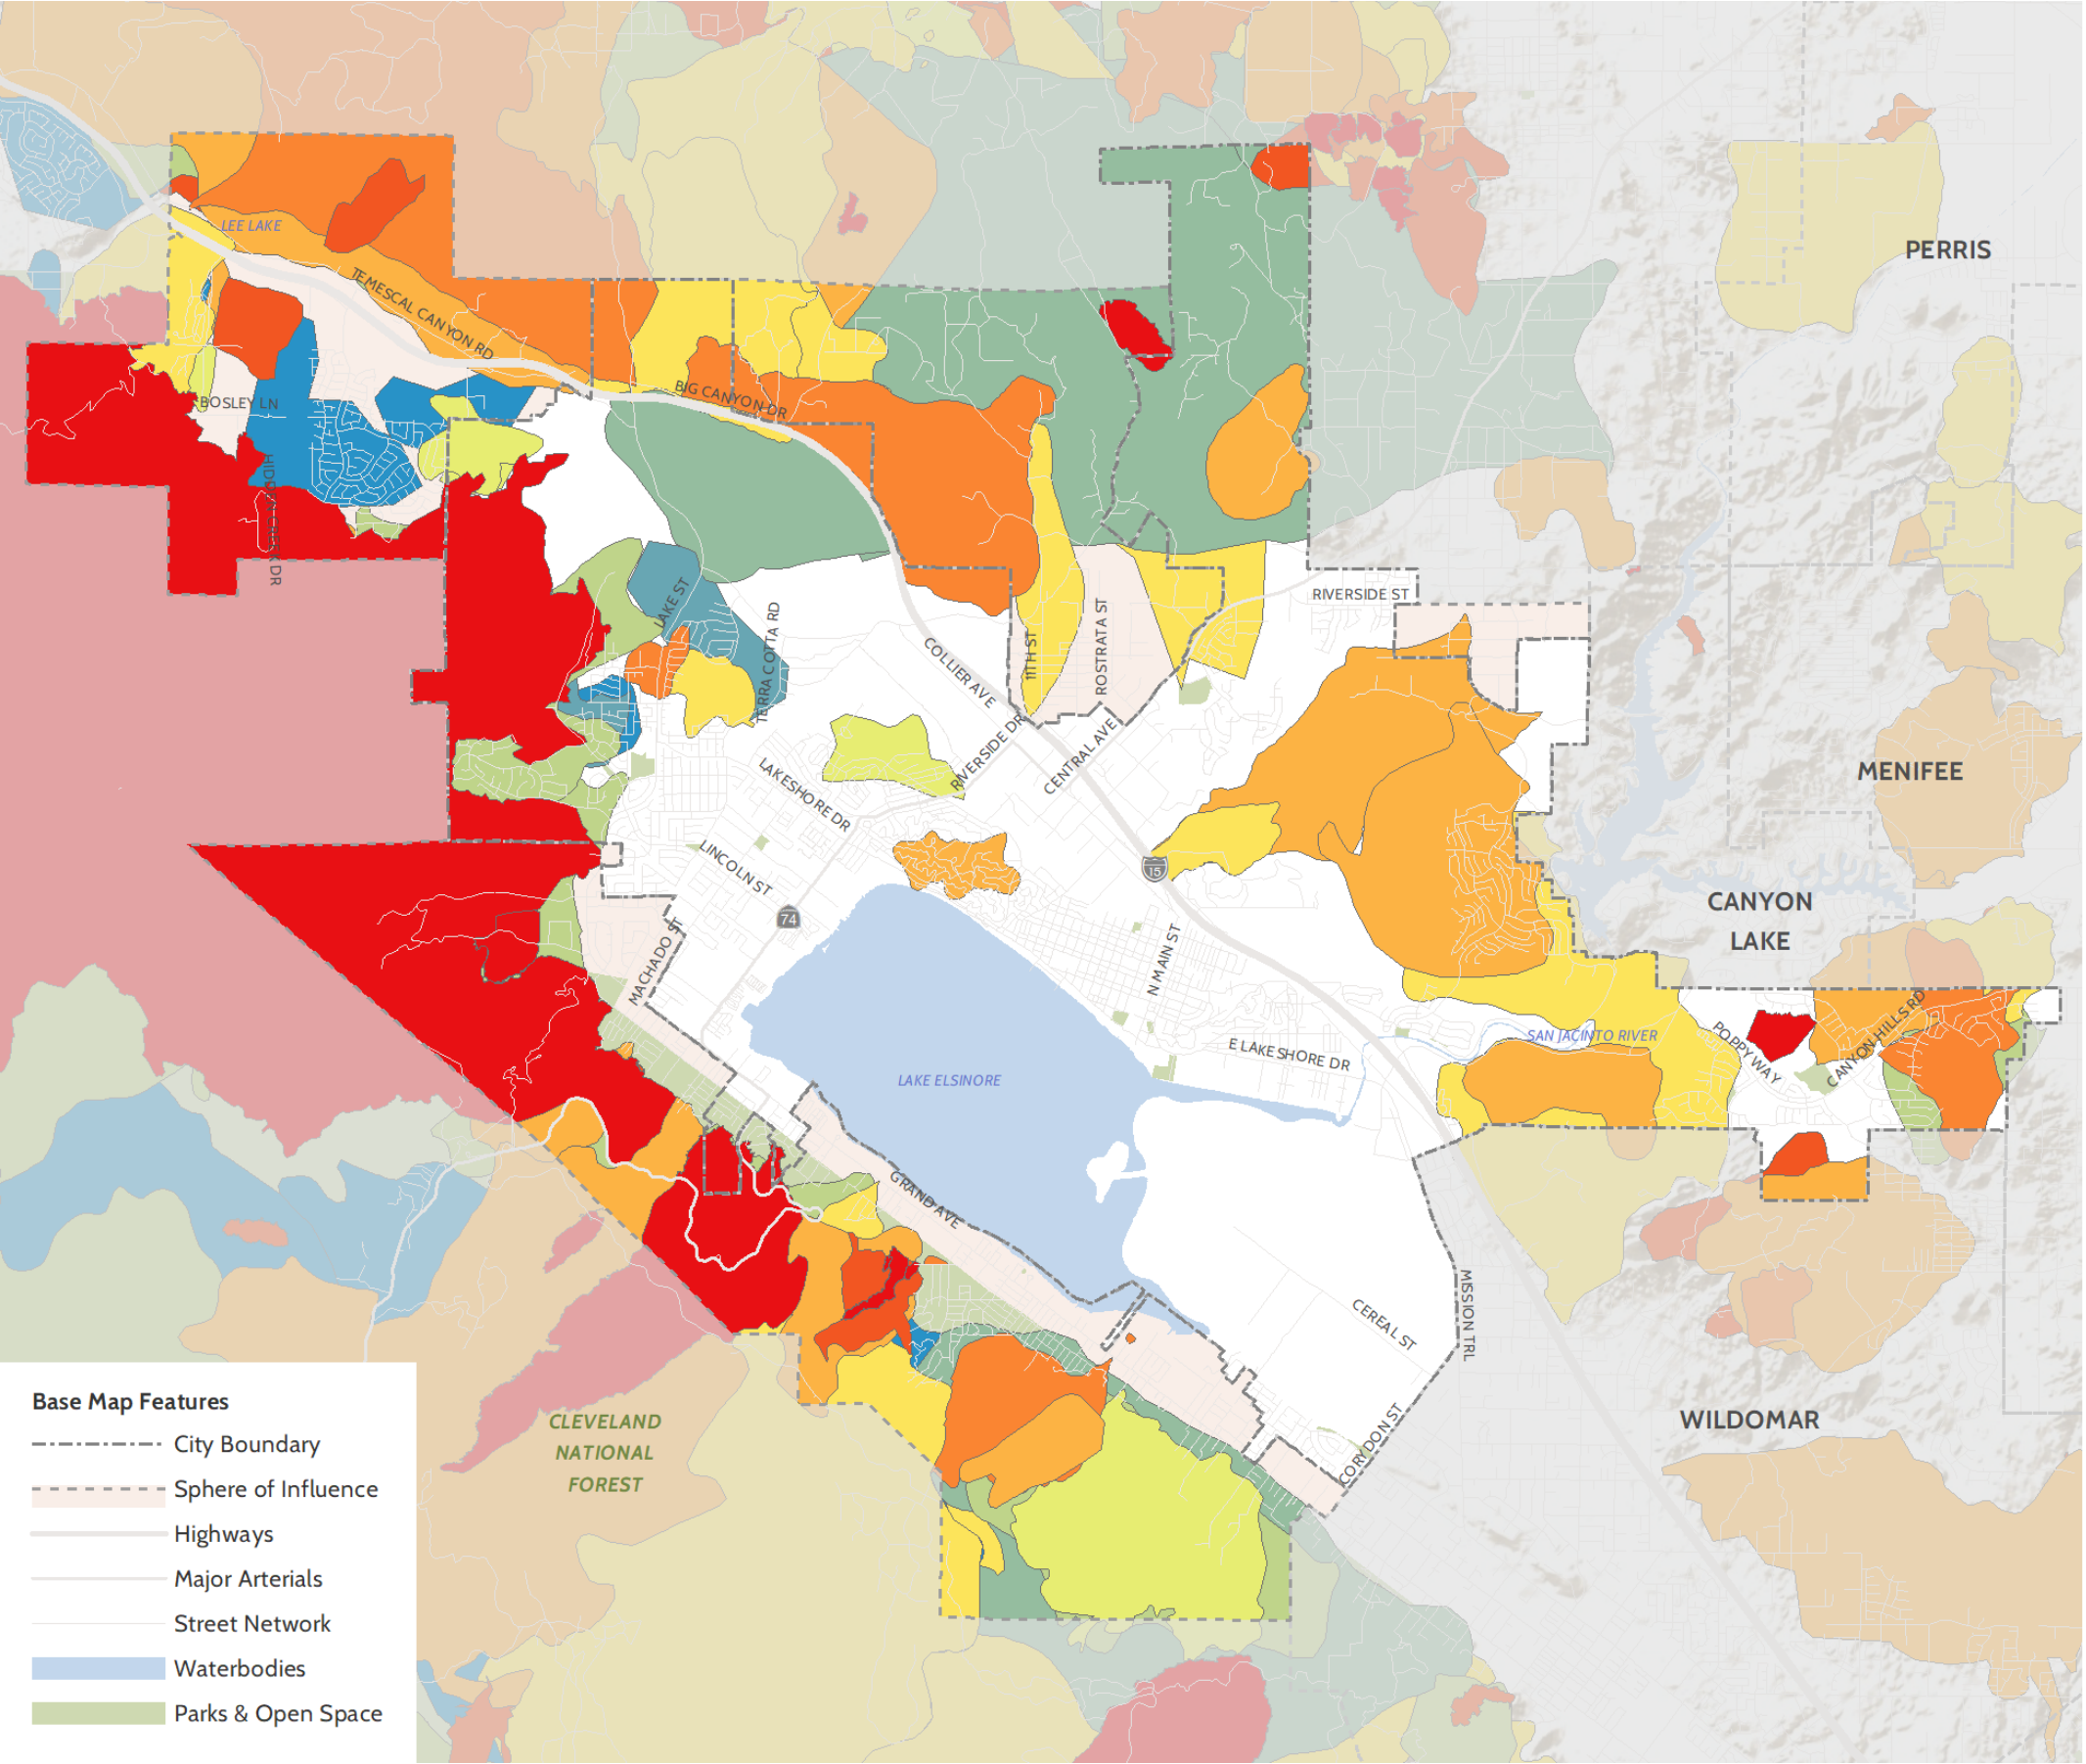 PERRIS
LEE LAKE
TEMESCAL CANYON RD
BIG CANYON DR
BOSLEY LN
HIDDEN CREEK DR
LAKE ST
TERRA COTTA RD
COLLIER AVE
11TH ST
ROSTRATA ST
RIVERSIDE ST
RIVERSIDE DR
CENTRAL AVE
LAKESHORE DR
LINCOLN ST
MENIFEE
15
74
CANYON
LAKE
MACHADO ST
N MAIN ST
SAN JACINTO RIVER
POPPY WAY
CANYON HILLS RD
E LAKESHORE DR
LAKE ELSINORE
GRAND AVE
MISSION TRL
CEREAL ST
CORYDON ST
WILDOMAR
CLEVELAND
NATIONAL
FOREST
Base Map Features
City Boundary
Sphere of Influence
Highways
Major Arterials
Street Network
Waterbodies
Parks & Open Space